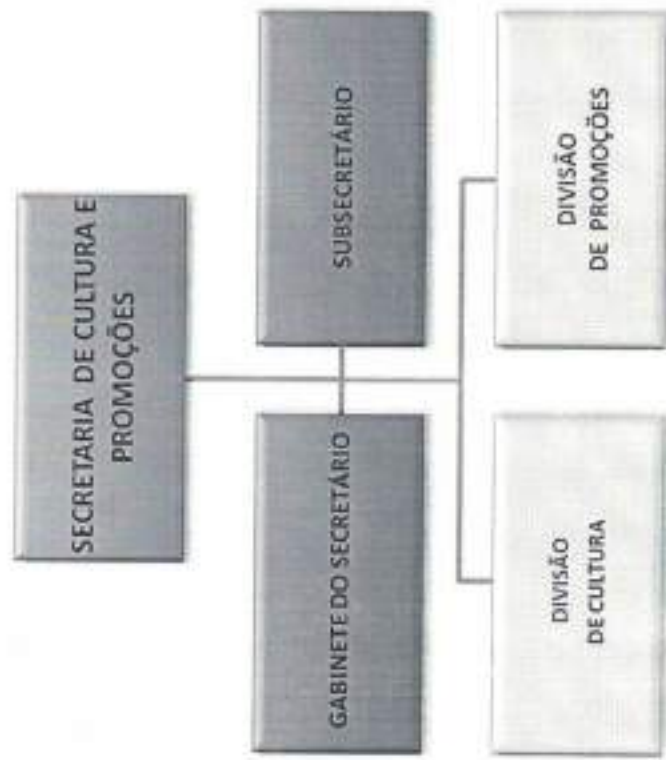 SECRETARIA DE CULTURA E
PROMOÇÕES
GABINETE DO SECRETÁRIO
SUBSECRETÁRIO
DIVISÃO
DE CULTURA
DIVISÃO
DE PROMOÇÕES